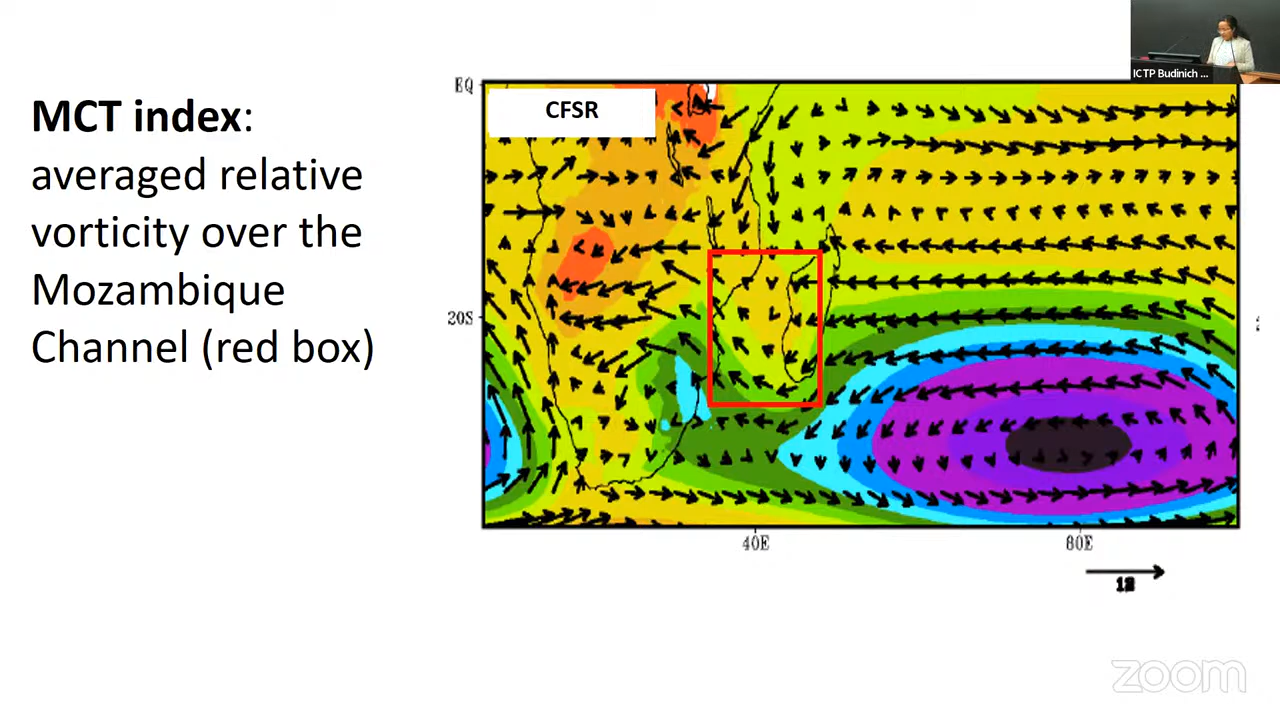 MCT index:
averaged relative
vorticity over the
Mozambique
Channel (red box)
ICTP Budinich ...
EQ
CFSR
20S
40E
80E
zoom